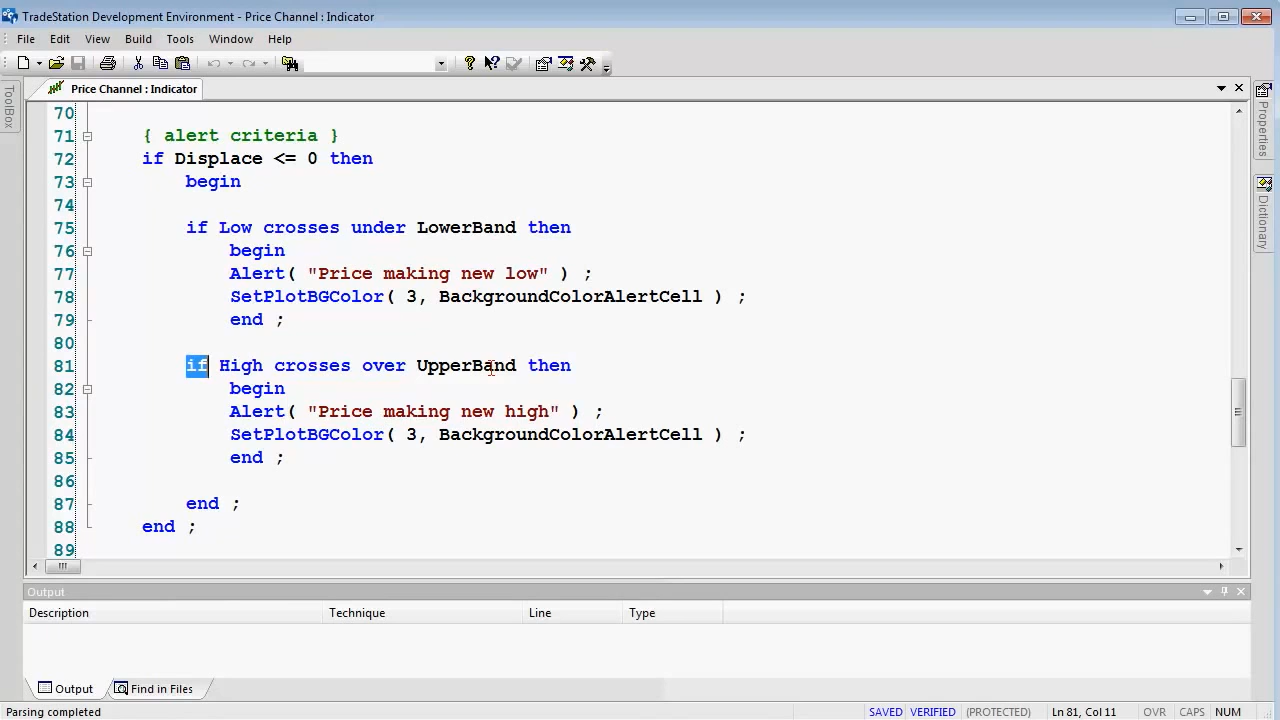 TradeStation Development Environment - Price Channel : Indicator
File Edit View Build Tools Window Help
Price Channel : Indicator
ToolBox
Properties
Dictionary
70
71 { alert criteria }
72 if Displace <= 0 then
73 begin
74
75 if Low crosses under LowerBand then
76 begin
77 Alert( "Price making new low" ) ;
78 SetPlotBGColor( 3, BackgroundColorAlertCell ) ;
79 end ;
80
81 if High crosses over UpperBand then
82 begin
83 Alert( "Price making new high" ) ;
84 SetPlotBGColor( 3, BackgroundColorAlertCell ) ;
85 end ;
86
87 end ;
88 end ;
89
Output
Description Technique Line Type
Output Find in Files
Parsing completed SAVED VERIFIED (PROTECTED) Ln 81, Col 11 OVR CAPS NUM